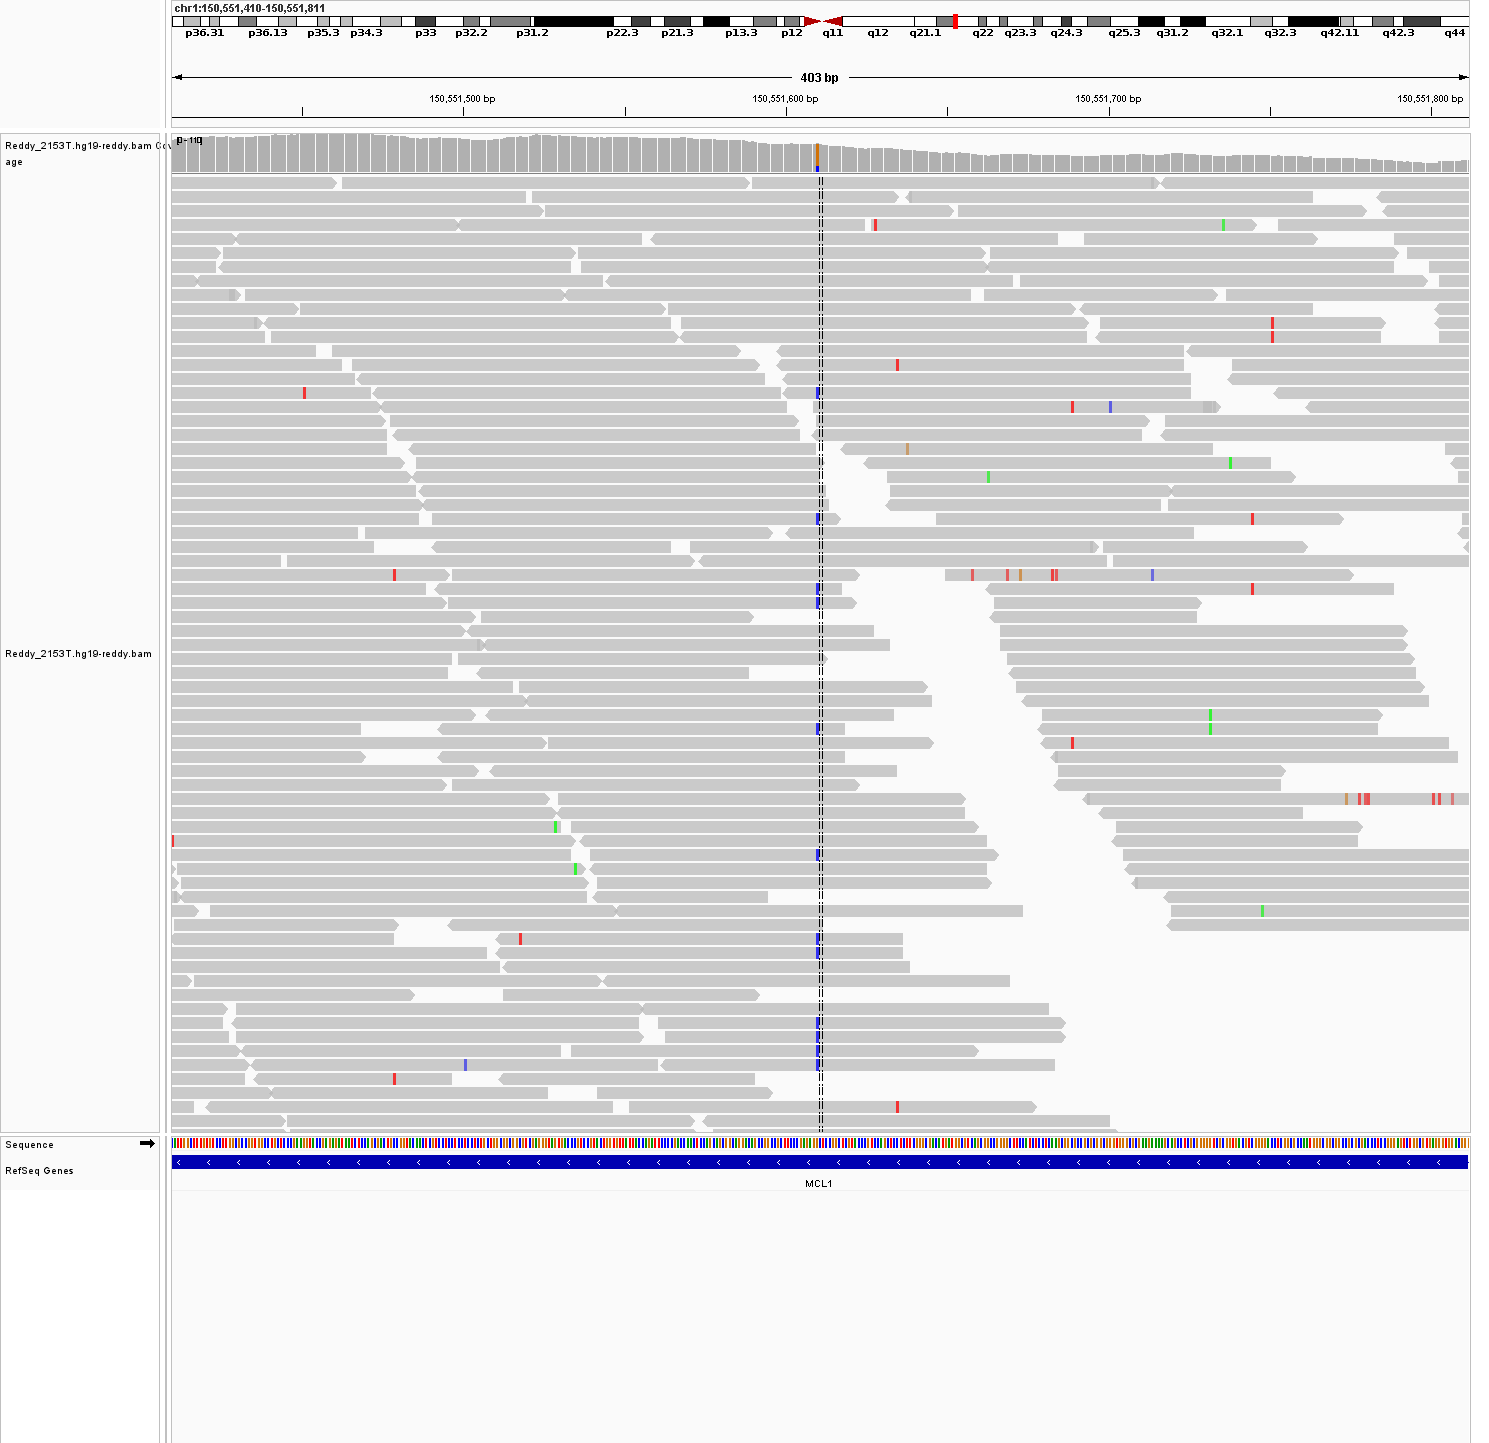 chr1:150,551,410-150,551,811
p36.31 p36.13 p35.3 p34.3 p33 p32.2 p31.2 p22.3 p21.3 p13.3 p12 q11 q12 q21.1 q22 q23.3 q24.3 q25.3 q31.2 q32.1 q32.3 q42.11 q42.3 q44
403 bp
150,551,500 bp 150,551,600 bp 150,551,700 bp 150,551,800 bp
[0 - 110]
Reddy_2153T.hg19-reddy.bam Cov
age
Reddy_2153T.hg19-reddy.bam
Sequence
RefSeq Genes
MCL1